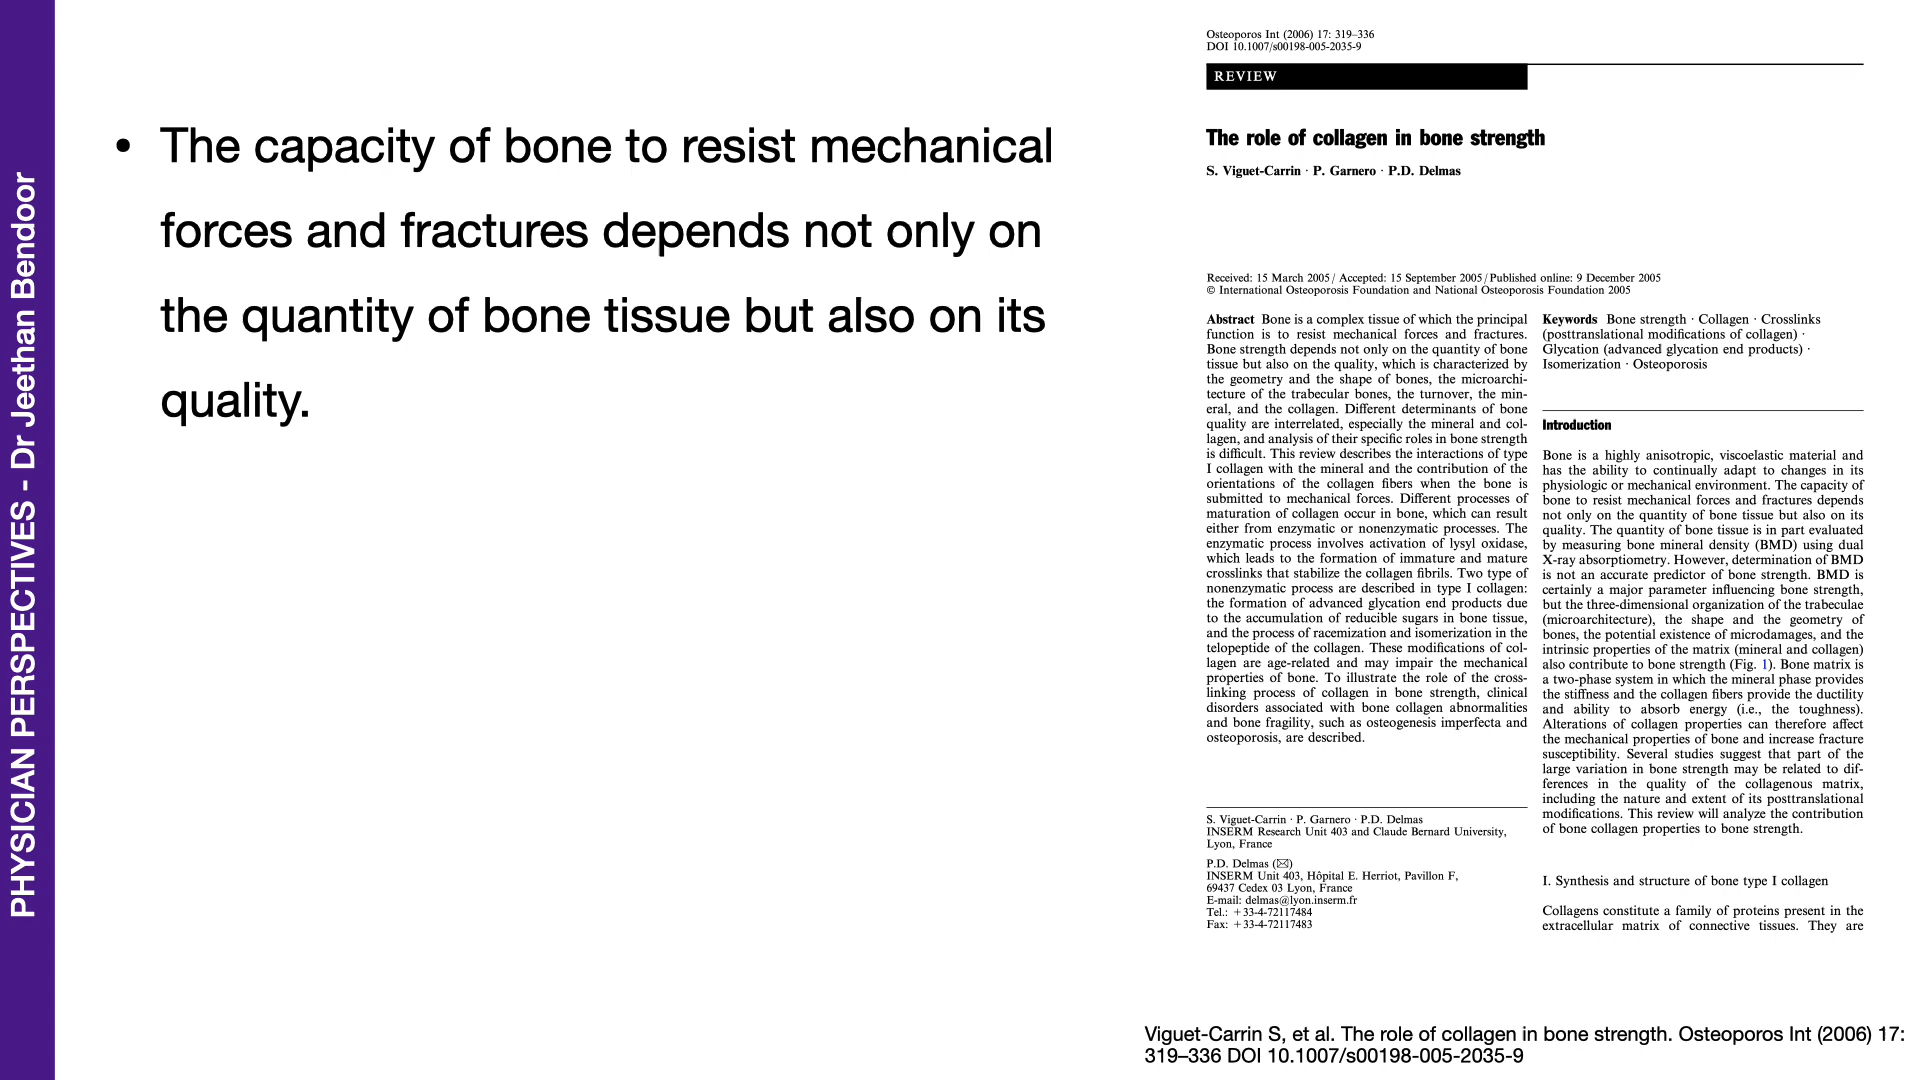 PHYSICIAN PERSPECTIVES - Dr Jeethan Bendoor
• The capacity of bone to resist mechanical
forces and fractures depends not only on
the quantity of bone tissue but also on its
quality.
Osteoporos Int (2006) 17: 319–336
DOI 10.1007/s00198-005-2035-9
REVIEW
The role of collagen in bone strength
S. Viguet-Carrin · P. Garnero · P.D. Delmas
Received: 15 March 2005 / Accepted: 15 September 2005 / Published online: 9 December 2005
© International Osteoporosis Foundation and National Osteoporosis Foundation 2005
Abstract Bone is a complex tissue of which the principal
function is to resist mechanical forces and fractures.
Bone strength depends not only on the quantity of bone
tissue but also on the quality, which is characterized by
the geometry and the shape of bones, the microarchi-
tecture of the trabecular bones, the turnover, the min-
eral, and the collagen. Different determinants of bone
quality are interrelated, especially the mineral and col-
lagen, and analysis of their specific roles in bone strength
is difficult. This review describes the interactions of type
I collagen with the mineral and the contribution of the
orientations of the collagen fibers when the bone is
submitted to mechanical forces. Different processes of
maturation of collagen occur in bone, which can result
either from enzymatic or nonenzymatic processes. The
enzymatic process involves activation of lysyl oxidase,
which leads to the formation of immature and mature
crosslinks that stabilize the collagen fibrils. Two type of
nonenzymatic process are described in type I collagen:
the formation of advanced glycation end products due
to the accumulation of reducible sugars in bone tissue,
and the process of racemization and isomerization in the
telopeptide of the collagen. These modifications of col-
lagen are age-related and may impair the mechanical
properties of bone. To illustrate the role of the cross-
linking process of collagen in bone strength, clinical
disorders associated with bone collagen abnormalities
and bone fragility, such as osteogenesis imperfecta and
osteoporosis, are described.
S. Viguet-Carrin · P. Garnero · P.D. Delmas
INSERM Research Unit 403 and Claude Bernard University,
Lyon, France
P.D. Delmas (✉)
INSERM Unit 403, Hôpital E. Herriot, Pavillon F,
69437 Cedex 03 Lyon, France
E-mail: delmas@lyon.inserm.fr
Tel.: +33-4-72117484
Fax: +33-4-72117483
Keywords Bone strength · Collagen · Crosslinks
(posttranslational modifications of collagen) ·
Glycation (advanced glycation end products) ·
Isomerization · Osteoporosis
Introduction
Bone is a highly anisotropic, viscoelastic material and
has the ability to continually adapt to changes in its
physiologic or mechanical environment. The capacity of
bone to resist mechanical forces and fractures depends
not only on the quantity of bone tissue but also on its
quality. The quantity of bone tissue is in part evaluated
by measuring bone mineral density (BMD) using dual
X-ray absorptiometry. However, determination of BMD
is not an accurate predictor of bone strength. BMD is
certainly a major parameter influencing bone strength,
but the three-dimensional organization of the trabeculae
(microarchitecture), the shape and the geometry of
bones, the potential existence of microdamages, and the
intrinsic properties of the matrix (mineral and collagen)
also contribute to bone strength (Fig. 1). Bone matrix is
a two-phase system in which the mineral phase provides
the stiffness and the collagen fibers provide the ductility
and ability to absorb energy (i.e., the toughness).
Alterations of collagen properties can therefore affect
the mechanical properties of bone and increase fracture
susceptibility. Several studies suggest that part of the
large variation in bone strength may be related to dif-
ferences in the quality of the collagenous matrix,
including the nature and extent of its posttranslational
modifications. This review will analyze the contribution
of bone collagen properties to bone strength.
I. Synthesis and structure of bone type I collagen
Collagens constitute a family of proteins present in the
extracellular matrix of connective tissues. They are
Viguet-Carrin S, et al. The role of collagen in bone strength. Osteoporos Int (2006) 17:
319–336 DOI 10.1007/s00198-005-2035-9